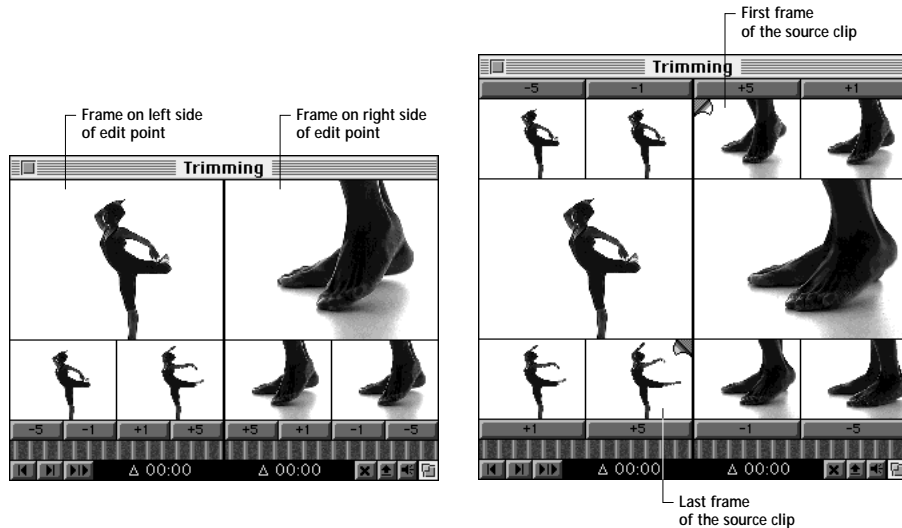 Frame on left side
of edit point
Frame on right side
of edit point
Trimming
-5 -1 +1 +5 +5 +1 -1 -5
Δ 00:00 Δ 00:00
First frame
of the source clip
Trimming
-5 -1 +5 +1
+1 +5 -1 -5
Δ 00:00 Δ 00:00
Last frame
of the source clip